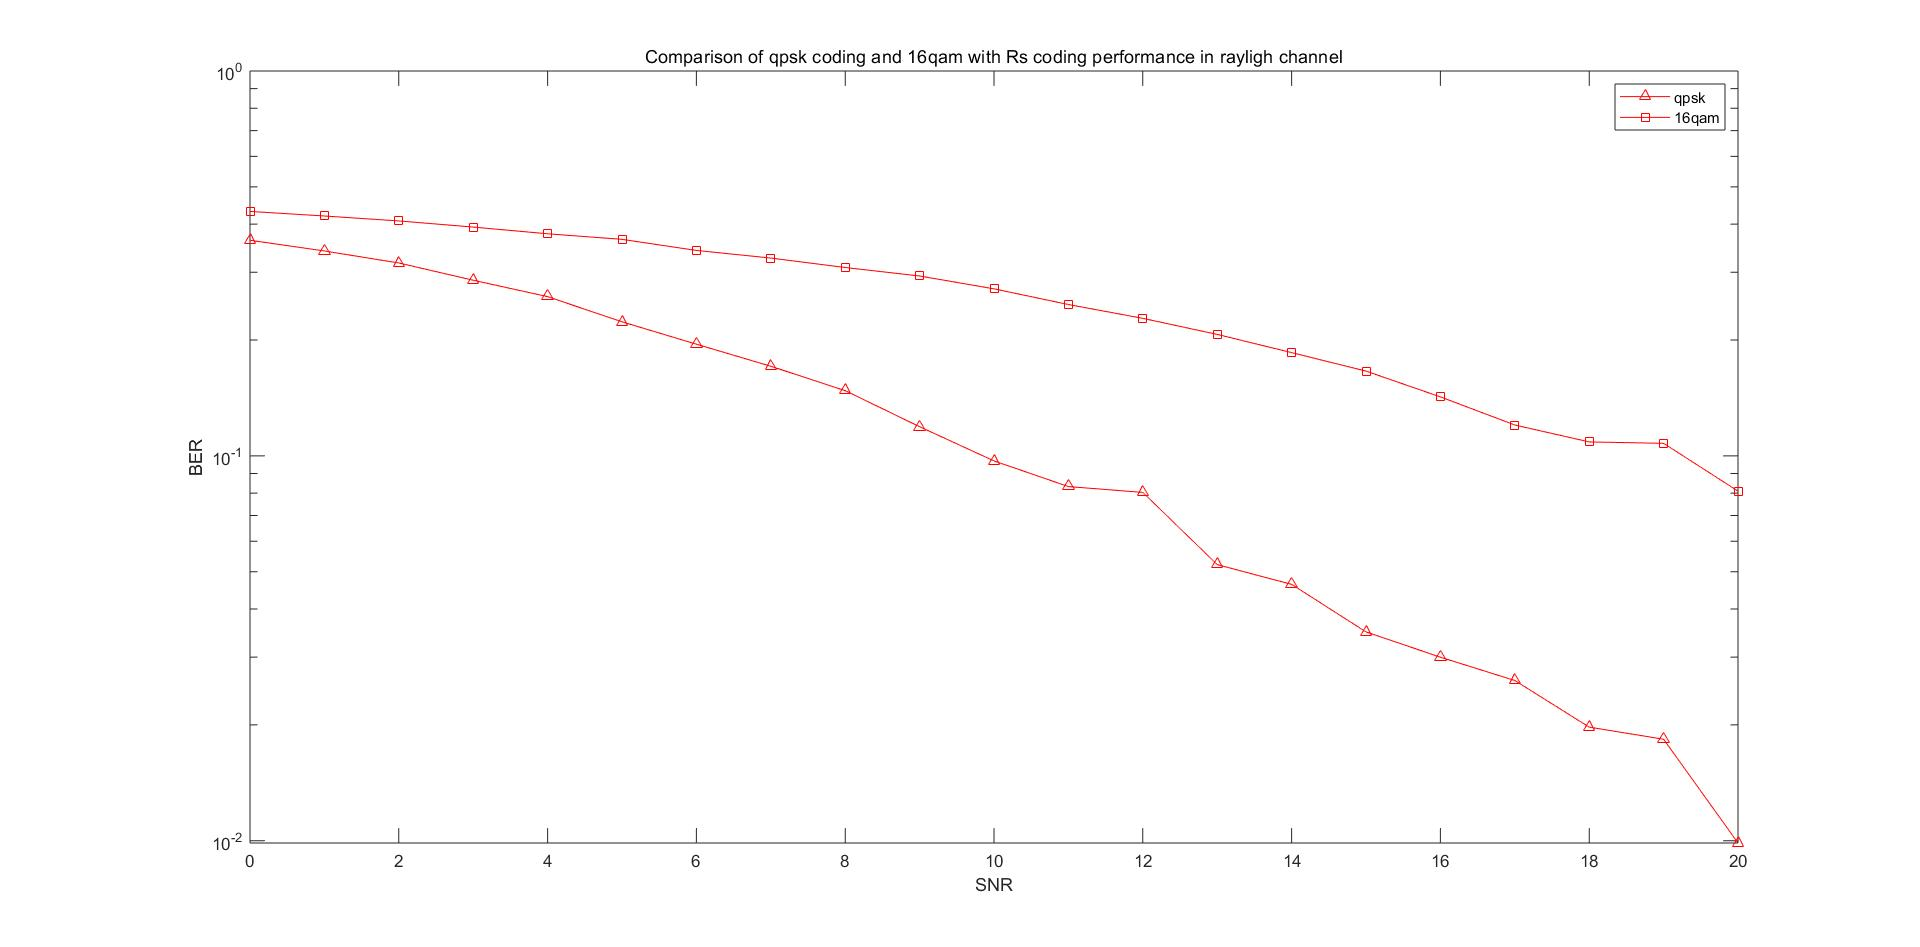 Comparison of qpsk coding and 16qam with Rs coding performance in rayligh channel
10^0
qpsk
16qam
BER
10^-1
10^-2
0 2 4 6 8 10 12 14 16 18 20
SNR